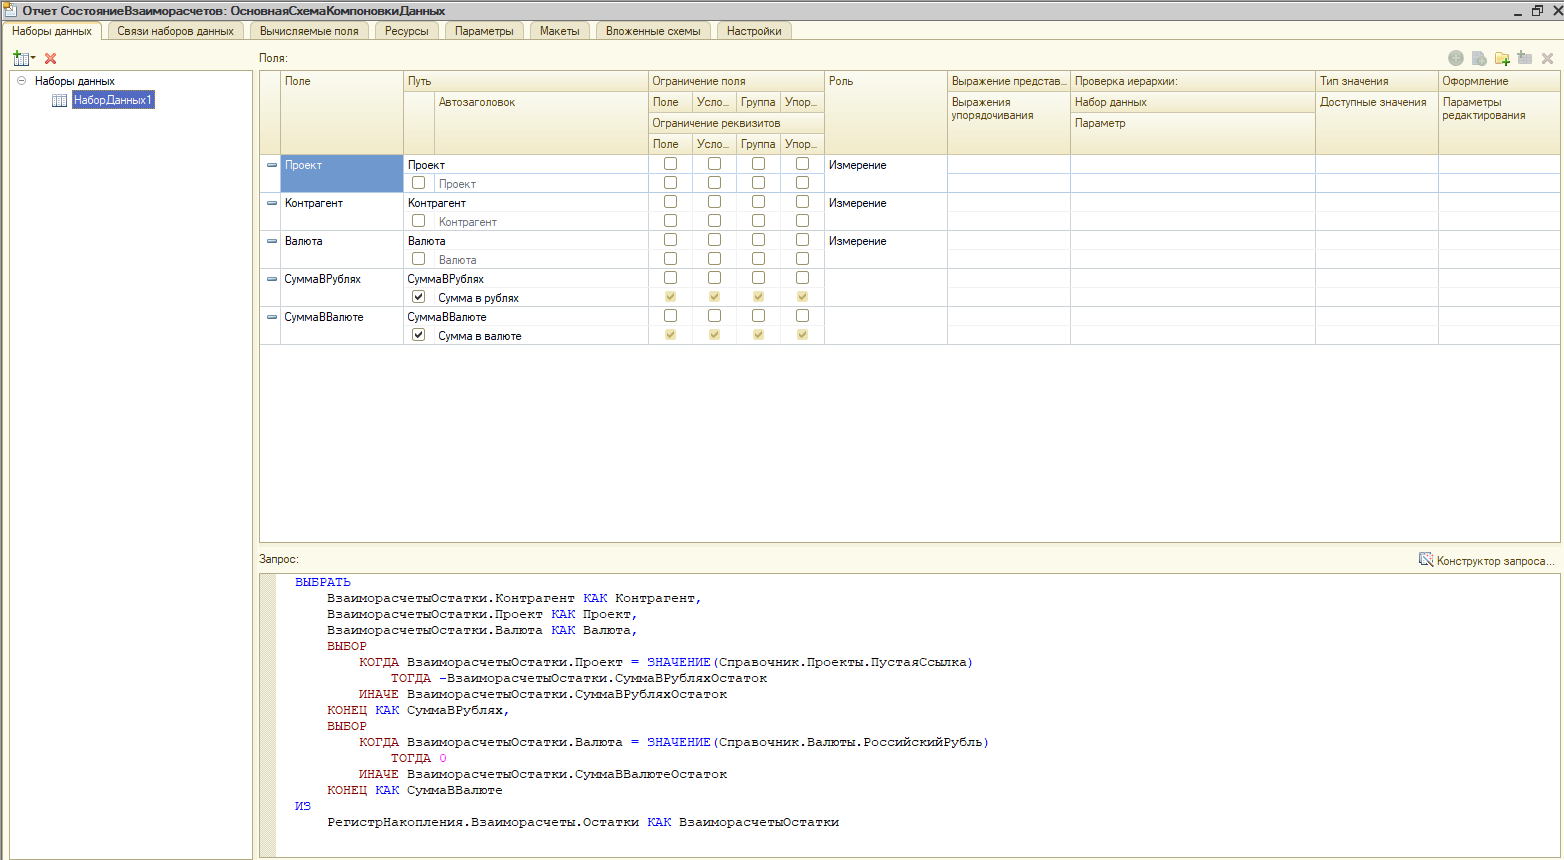 Отчет СостояниеВзаиморасчетов: ОсновнаяСхемаКомпоновкиДанных
Наборы данных
Связи наборов данных
Вычисляемые поля
Ресурсы
Параметры
Макеты
Вложенные схемы
Настройки
Наборы данных
НаборДанных1
Поля:
Поле
Путь
Ограничение поля
Роль
Выражение представ...
Проверка иерархии:
Тип значения
Оформление
Автозаголовок
Поле
Усло...
Группа
Упор...
Выражения упорядочивания
Набор данных
Доступные значения
Параметры редактирования
Ограничение реквизитов
Параметр
Поле
Усло...
Группа
Упор...
Проект
Проект
Измерение
Проект
Контрагент
Контрагент
Измерение
Контрагент
Валюта
Валюта
Измерение
Валюта
СуммаВРублях
СуммаВРублях
Сумма в рублях
СуммаВВалюте
СуммаВВалюте
Сумма в валюте
Запрос:
Конструктор запроса...
ВЫБРАТЬ
ВзаиморасчетыОстатки.Контрагент КАК Контрагент,
ВзаиморасчетыОстатки.Проект КАК Проект,
ВзаиморасчетыОстатки.Валюта КАК Валюта,
ВЫБОР
КОГДА ВзаиморасчетыОстатки.Проект = ЗНАЧЕНИЕ(Справочник.Проекты.ПустаяСсылка)
ТОГДА -ВзаиморасчетыОстатки.СуммаВРубляхОстаток
ИНАЧЕ ВзаиморасчетыОстатки.СуммаВРубляхОстаток
КОНЕЦ КАК СуммаВРублях,
ВЫБОР
КОГДА ВзаиморасчетыОстатки.Валюта = ЗНАЧЕНИЕ(Справочник.Валюты.РоссийскийРубль)
ТОГДА 0
ИНАЧЕ ВзаиморасчетыОстатки.СуммаВВалютеОстаток
КОНЕЦ КАК СуммаВВалюте
ИЗ
РегистрНакопления.Взаиморасчеты.Остатки КАК ВзаиморасчетыОстатки